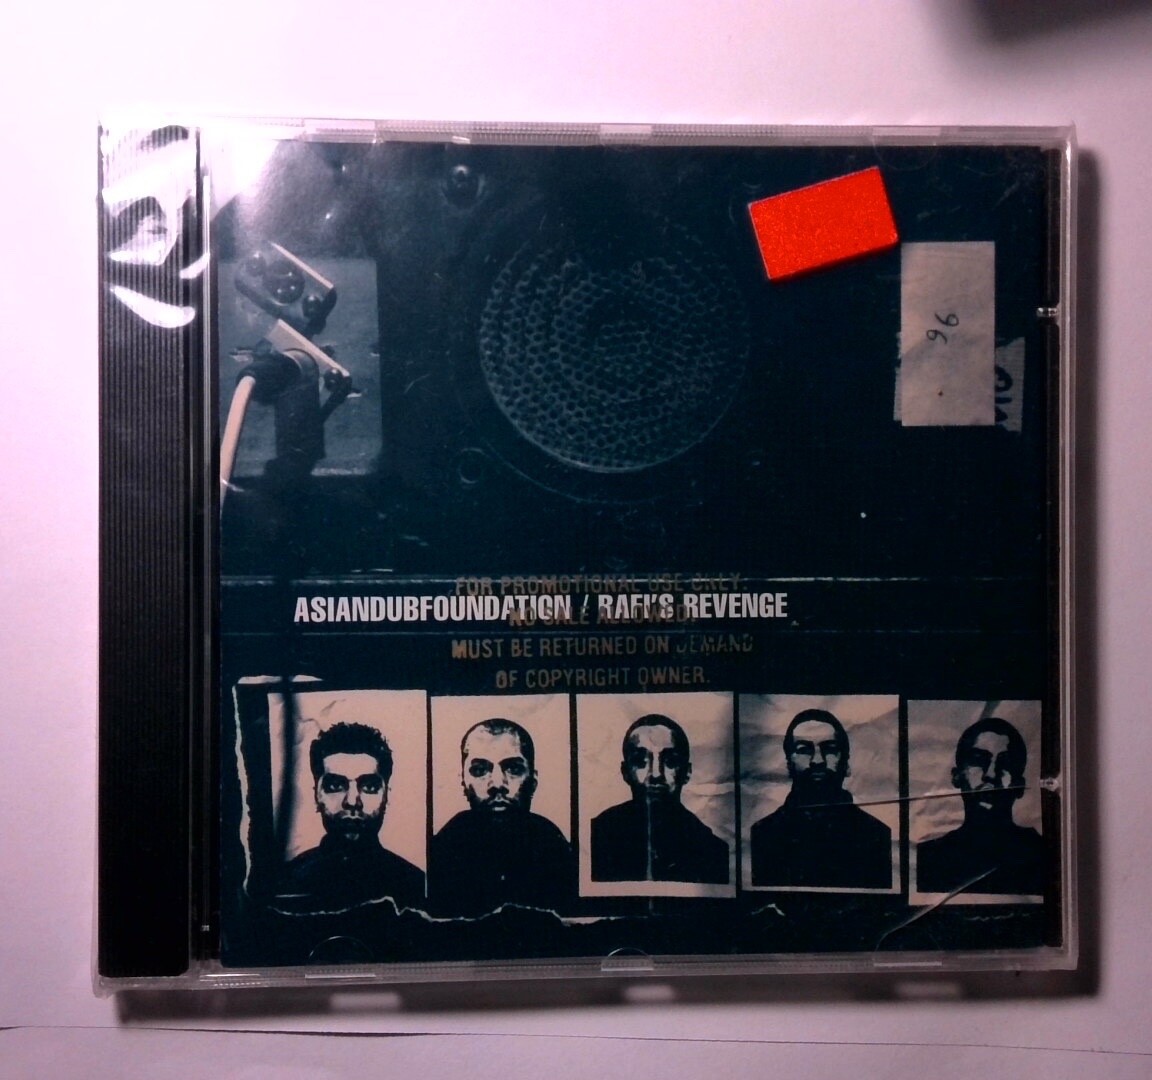 96
FOR PROMOTIONAL USE ONLY.
ASIANDUBFOUNDATION / RAFI'S REVENGE
NO SALE ALLOWED.
MUST BE RETURNED ON DEMAND
OF COPYRIGHT OWNER.